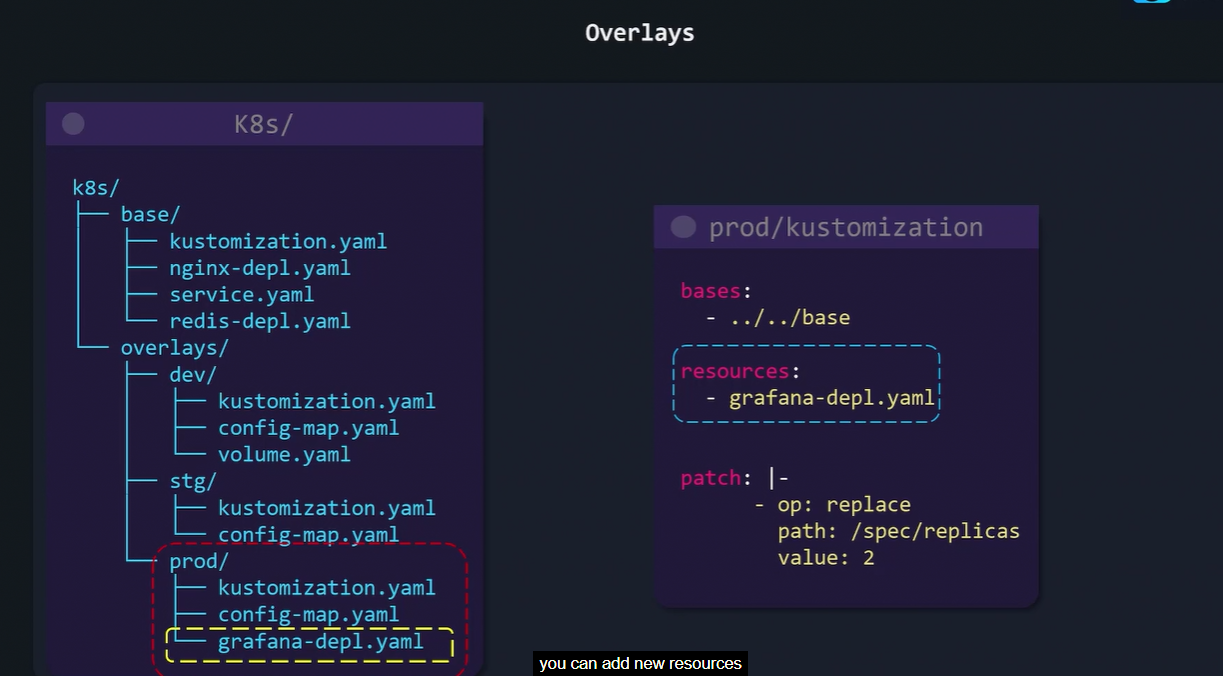 Overlays
K8s/
k8s/
base/
kustomization.yaml
nginx-depl.yaml
service.yaml
redis-depl.yaml
overlays/
dev/
kustomization.yaml
config-map.yaml
volume.yaml
stg/
kustomization.yaml
config-map.yaml
prod/
kustomization.yaml
config-map.yaml
grafana-depl.yaml
prod/kustomization
bases:
- ../../base
resources:
- grafana-depl.yaml
patch: |-
- op: replace
path: /spec/replicas
value: 2
you can add new resources